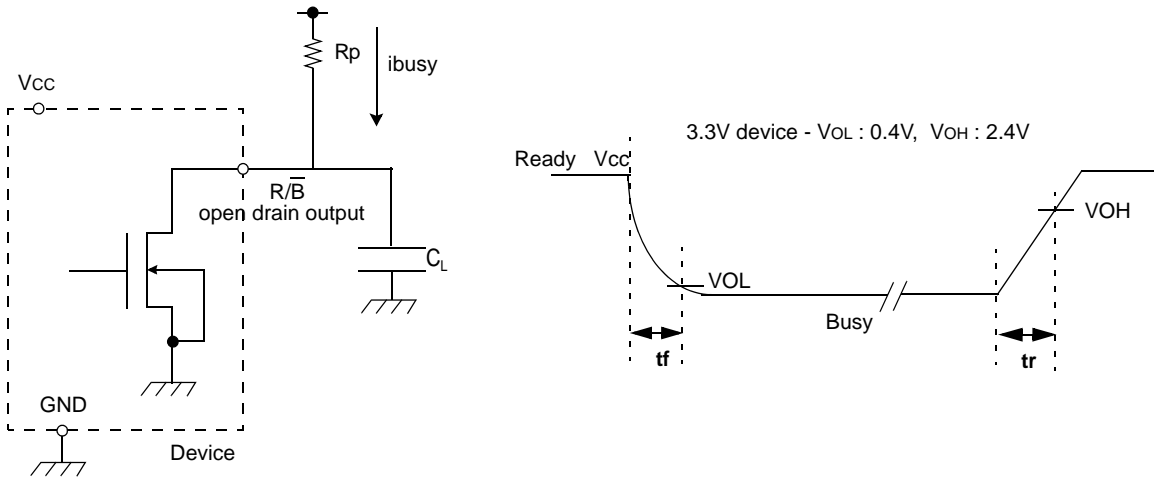 Rp
ibusy
Vcc
R/B̅
open drain output
CL
GND
Device
3.3V device - VOL : 0.4V, VOH : 2.4V
Ready Vcc
VOH
VOL
Busy
tf
tr